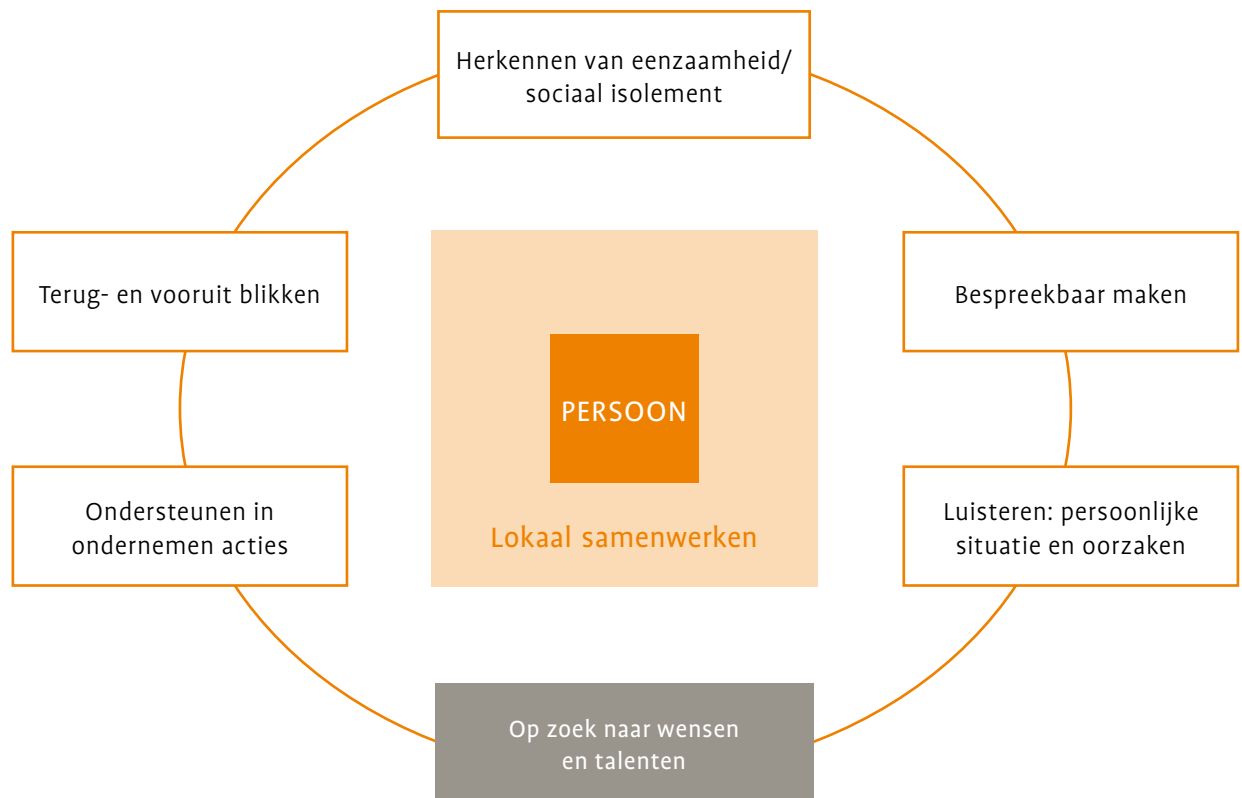 Herkennen van eenzaamheid/
sociaal isolement
Terug- en vooruit blikken
Bespreekbaar maken
PERSOON
Lokaal samenwerken
Ondersteunen in
ondernemen acties
Luisteren: persoonlijke
situatie en oorzaken
Op zoek naar wensen
en talenten